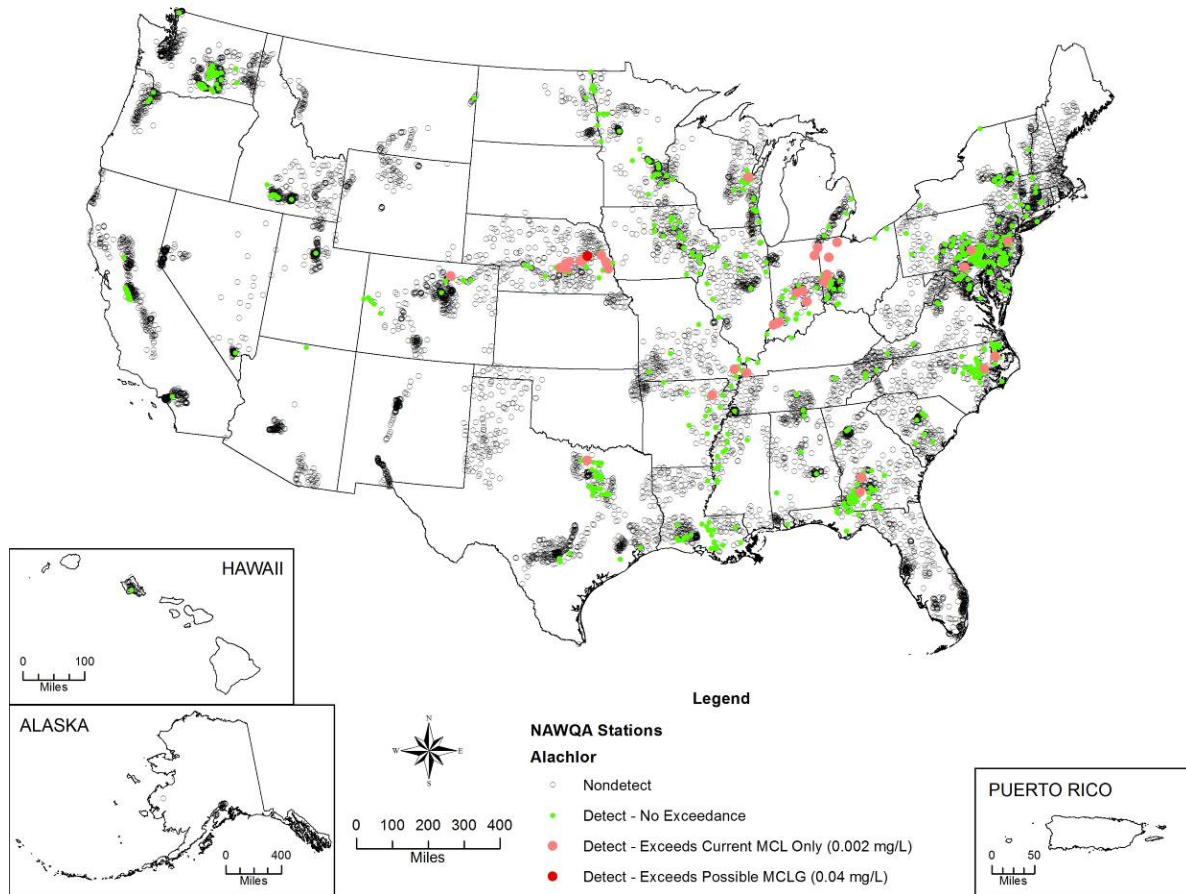 HAWAII
0 100
Miles
ALASKA
0 400
Miles
N
W E
S
0 100 200 300 400
Miles
Legend
NAWQA Stations
Alachlor
Nondetect
Detect - No Exceedance
Detect - Exceeds Current MCL Only (0.002 mg/L)
Detect - Exceeds Possible MCLG (0.04 mg/L)
PUERTO RICO
0 50
Miles